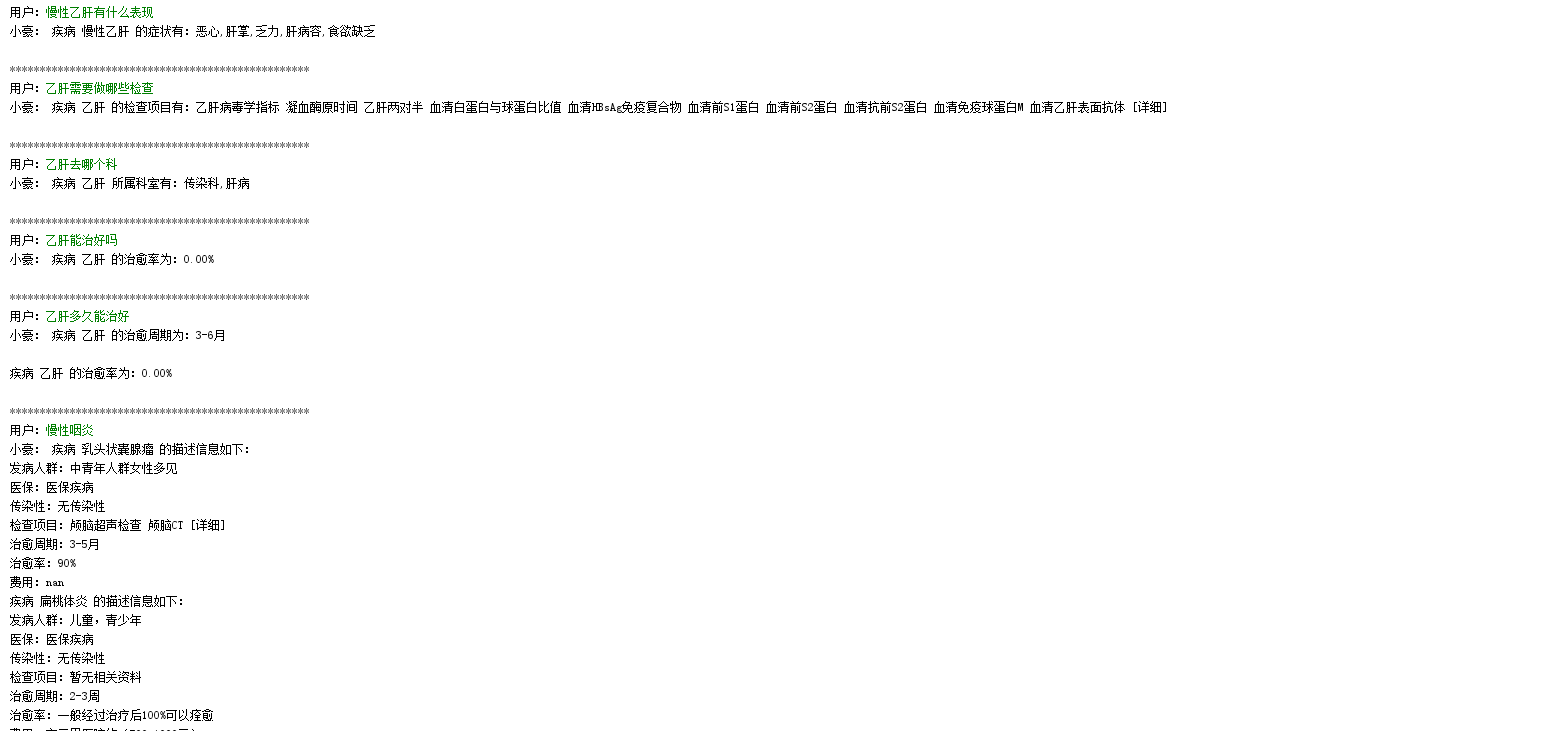 用户: 慢性乙肝有什么表现
小豪: 疾病 慢性乙肝 的症状有: 恶心,肝掌,乏力,肝病容,食欲缺乏
**************************************************
用户: 乙肝需要做哪些检查
小豪: 疾病 乙肝 的检查项目有: 乙肝病毒学指标 凝血酶原时间 乙肝两对半 血清白蛋白与球蛋白比值 血清HBsAg免疫复合物 血清前S1蛋白 血清前S2蛋白 血清抗前S2蛋白 血清免疫球蛋白M 血清乙肝表面抗体 [详细]
**************************************************
用户: 乙肝去哪个科
小豪: 疾病 乙肝 所属科室有: 传染科,肝病
**************************************************
用户: 乙肝能治好吗
小豪: 疾病 乙肝 的治愈率为: 0.00%
**************************************************
用户: 乙肝多久能治好
小豪: 疾病 乙肝 的治愈周期为: 3-6月
疾病 乙肝 的治愈率为: 0.00%
**************************************************
用户: 慢性咽炎
小豪: 疾病 乳头状囊腺瘤 的描述信息如下:
发病人群: 中青年人群女性多见
医保: 医保疾病
传染性: 无传染性
检查项目: 颅脑超声检查 颅脑CT [详细]
治愈周期: 3-5月
治愈率: 90%
费用: nan
疾病 扁桃体炎 的描述信息如下:
发病人群: 儿童，青少年
医保: 医保疾病
传染性: 无传染性
检查项目: 暂无相关资料
治愈周期: 2-3周
治愈率: 一般经过治疗后100%可以痊愈